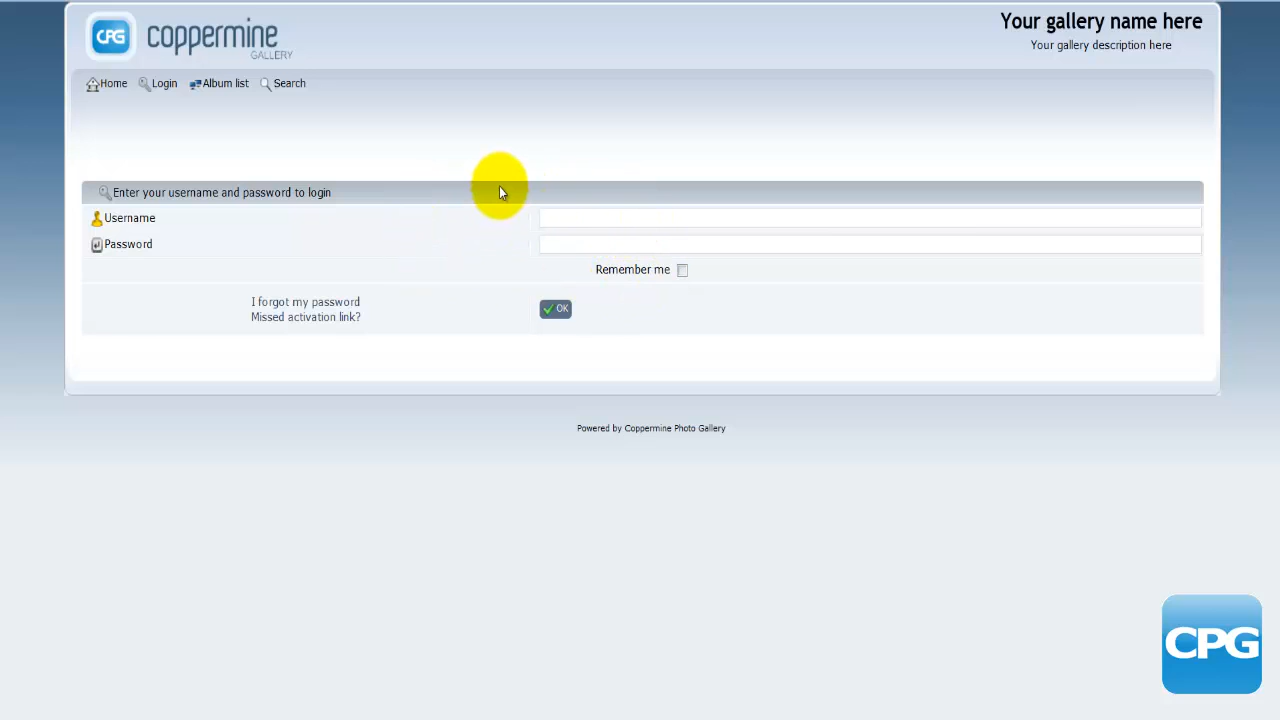 CPG coppermine
GALLERY
Your gallery name here
Your gallery description here
Home Login Album list Search
Enter your username and password to login
Username
Password
Remember me
I forgot my password
Missed activation link?
OK
Powered by Coppermine Photo Gallery
CPG